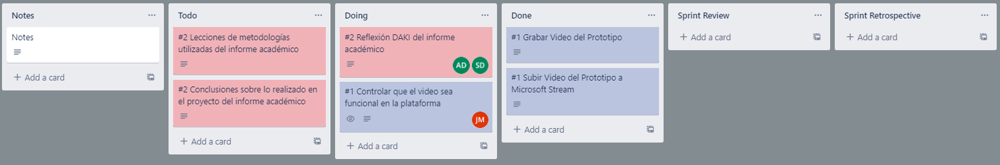 Notes
Notes
+ Add a card
Todo
#2 Lecciones de metodologías
utilizadas del informe académico
#2 Conclusiones sobre lo realizado en
el proyecto del informe académico
+ Add a card
Doing
#2 Reflexión DAKI del informe
académico
AD SD
#1 Controlar que el video sea
funcional en la plataforma
JM
+ Add a card
Done
#1 Grabar Video del Prototipo
#1 Subir Video del Prototipo a
Microsoft Stream
+ Add a card
Sprint Review
+ Add a card
Sprint Retrospective
+ Add a card